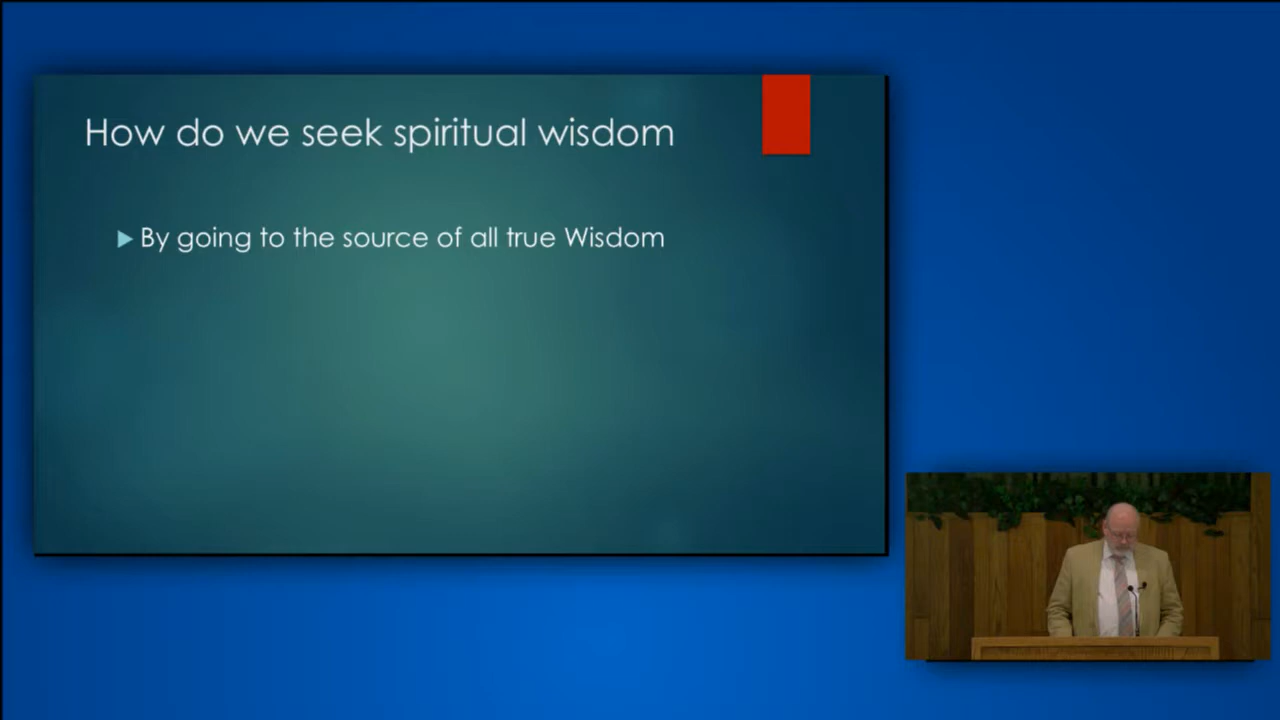 How do we seek spiritual wisdom
By going to the source of all true Wisdom